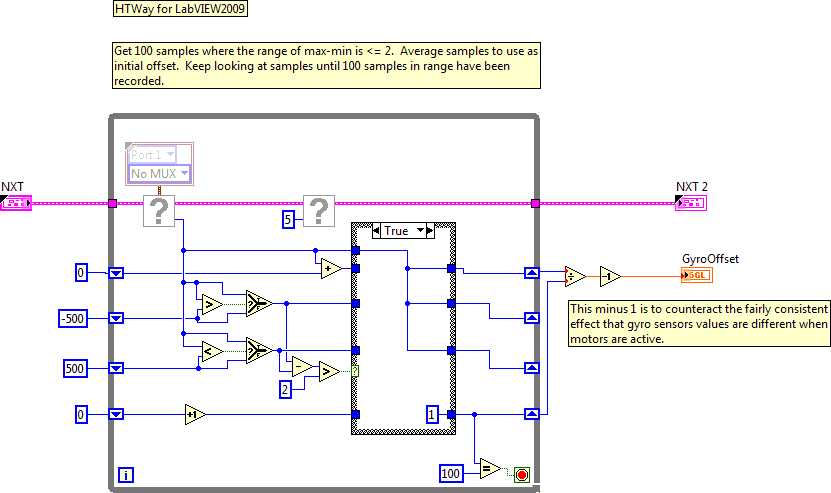 HTWay for LabVIEW2009
Get 100 samples where the range of max-min is <= 2. Average samples to use as
initial offset. Keep looking at samples until 100 samples in range have been
recorded.
Port 1
No MUX
NXT
NXT 2
?
?
5
True
0
+
GyroOffset
÷
-1
SGL
-500
>
?
T
F
This minus 1 is to counteract the fairly consistent
effect that gyro sensors values are different when
motors are active.
500
<
?
T
F
-
>
?
2
0
+1
1
i
100
=